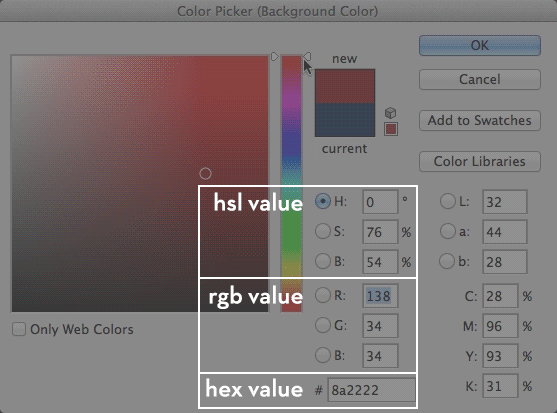 Color Picker (Background Color)
new
current
OK
Cancel
Add to Swatches
Color Libraries
hsl value
H: 0 °
S: 76 %
B: 54 %
rgb value
R: 138
G: 34
B: 34
hex value
# 8a2222
L: 32
a: 44
b: 28
C: 28 %
M: 96 %
Y: 93 %
K: 31 %
Only Web Colors